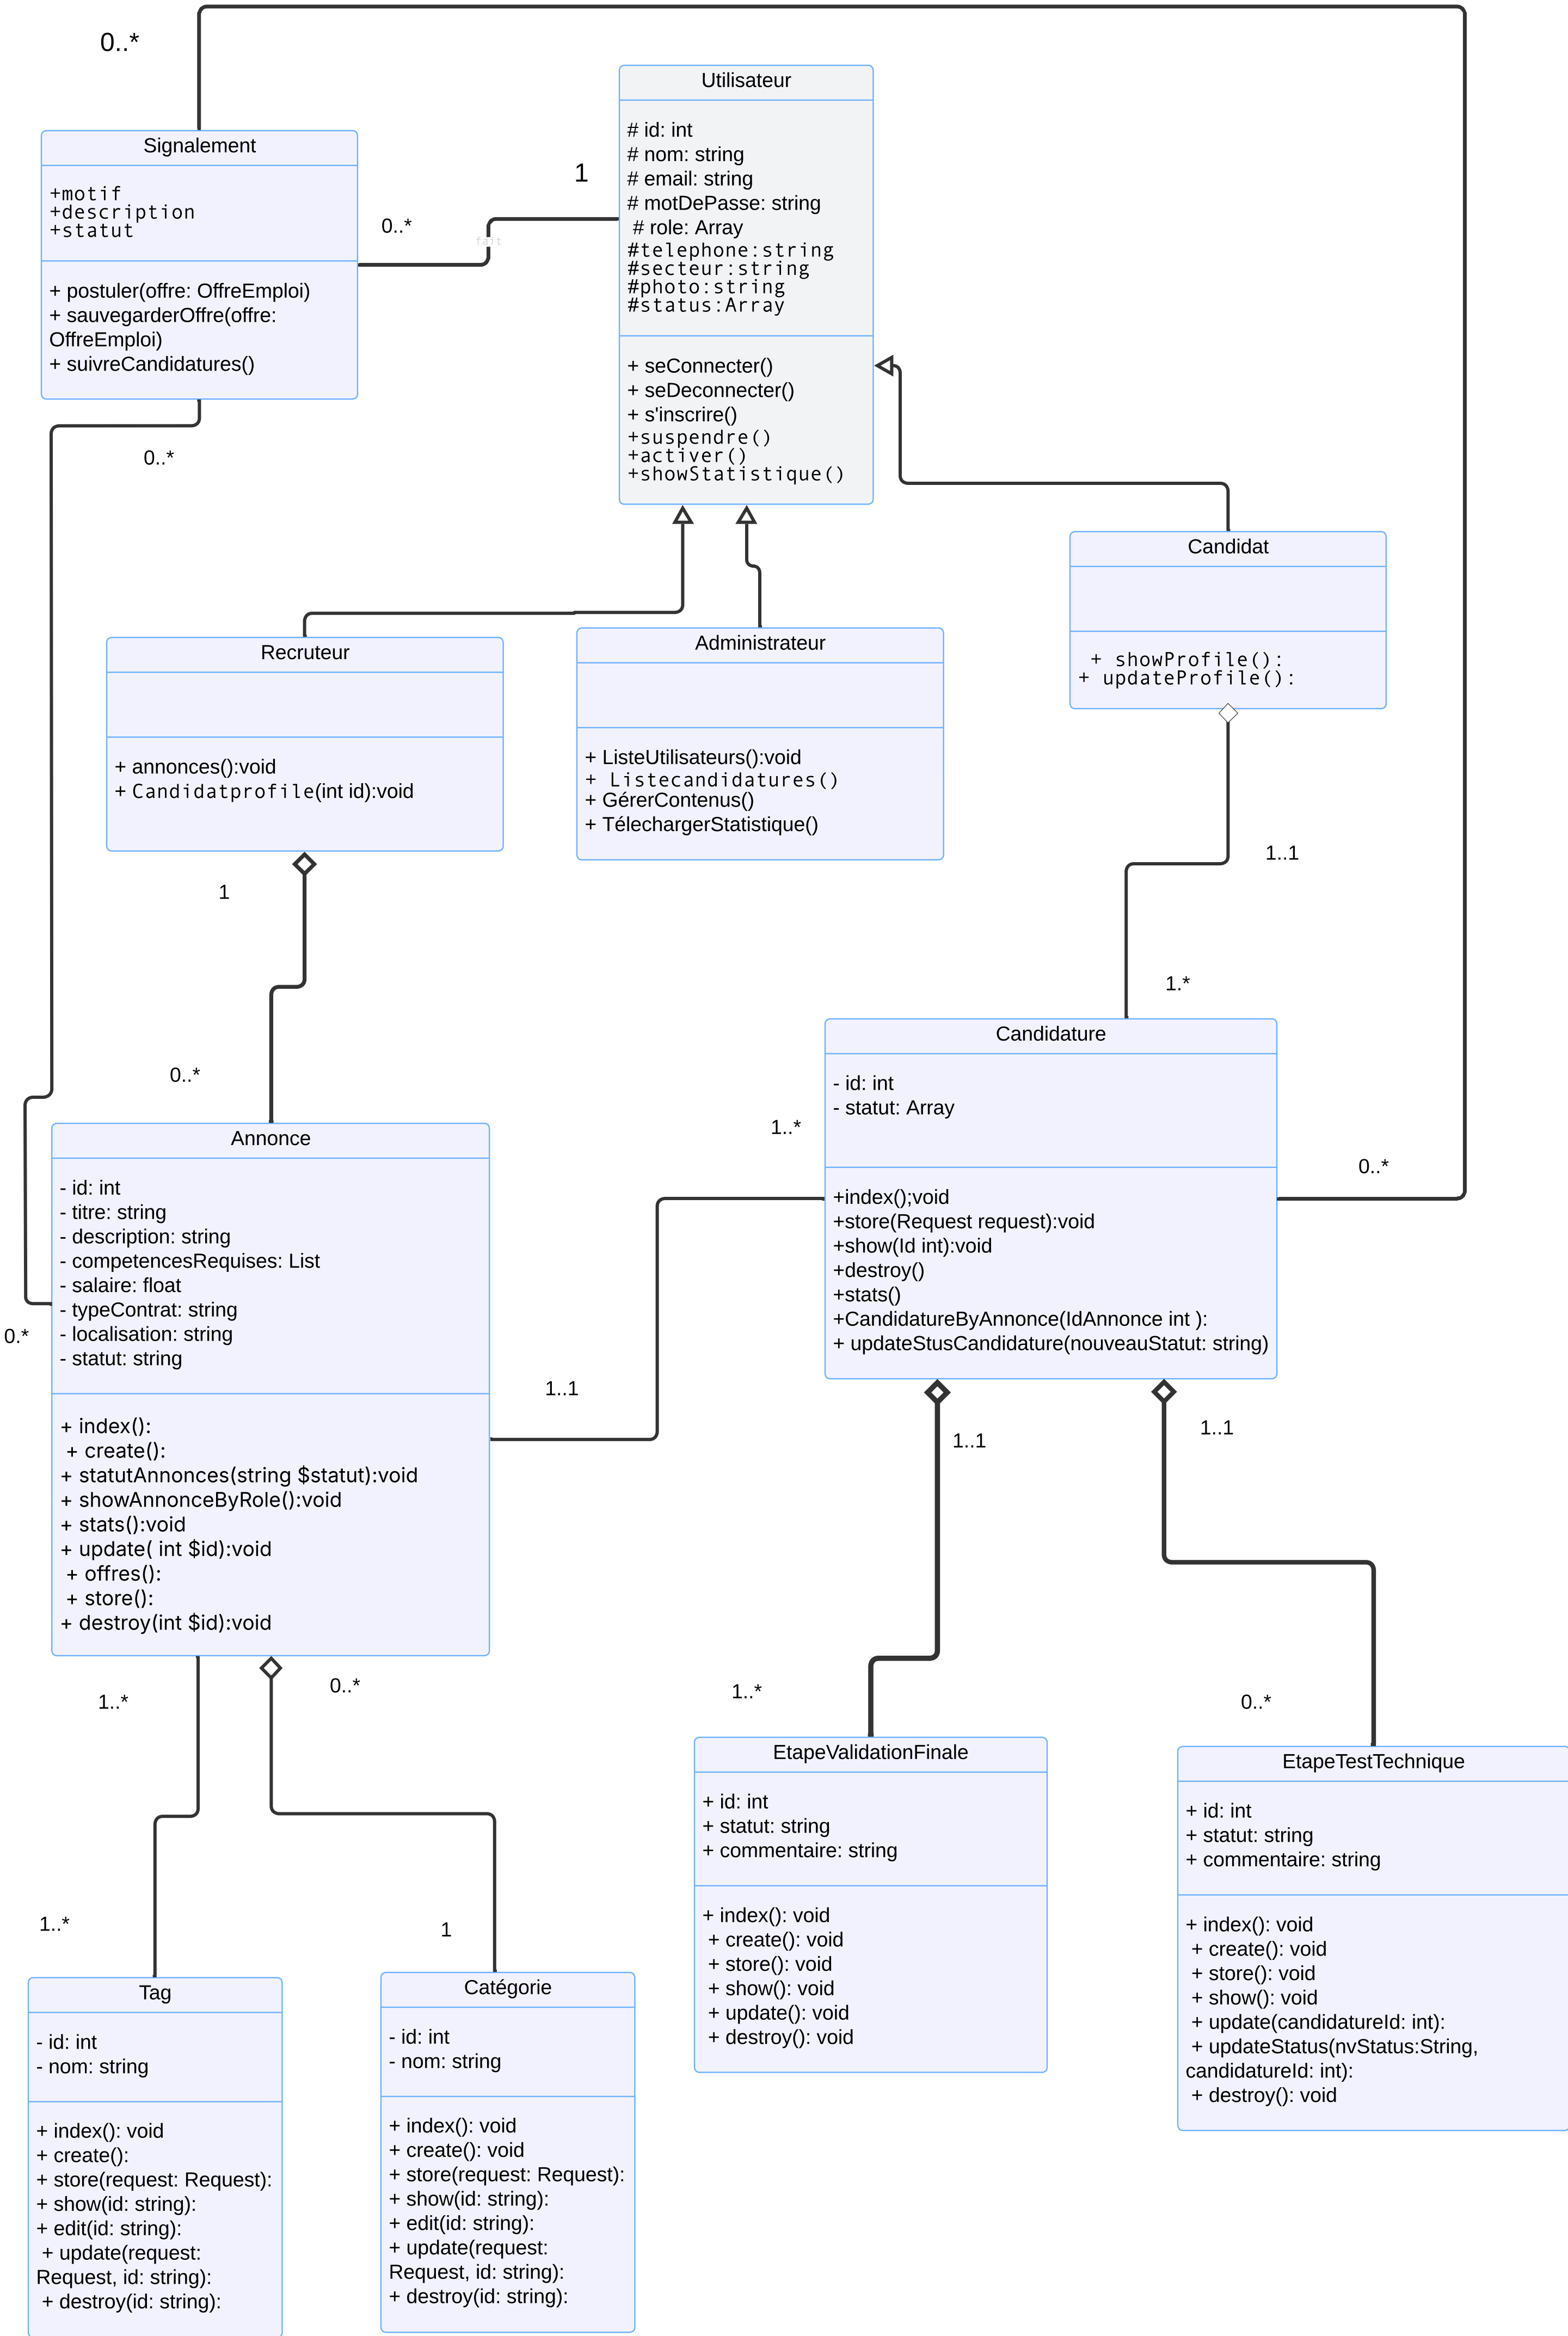 0..*
Utilisateur
# id: int
# nom: string
# email: string
# motDePasse: string
# role: Array
#telephone:string
#secteur:string
#photo:string
#status:Array
+ seConnecter()
+ seDeconnecter()
+ s'inscrire()
+suspendre()
+activer()
+showStatistique()
Signalement
+motif
+description
+statut
+ postuler(offre: OffreEmploi)
+ sauvegarderOffre(offre:
OffreEmploi)
+ suivreCandidatures()
1
0..*
fait
0..*
Candidat
+ showProfile():
+ updateProfile():
Recruteur
+ annonces():void
+ Candidatprofile(int id):void
Administrateur
+ ListeUtilisateurs():void
+ Listecandidatures()
+ GérerContenus()
+ TélechargerStatistique()
1
1..1
1.*
0..*
Candidature
- id: int
- statut: Array
+index();void
+store(Request request):void
+show(Id int):void
+destroy()
+stats()
+CandidatureByAnnonce(IdAnnonce int ):
+ updateStusCandidature(nouveauStatut: string)
1..*
0..*
Annonce
- id: int
- titre: string
- description: string
- competencesRequises: List
- salaire: float
- typeContrat: string
- localisation: string
- statut: string
+ index():
+ create():
+ statutAnnonces(string $statut):void
+ showAnnonceByRole():void
+ stats():void
+ update( int $id):void
+ offres():
+ store():
+ destroy(int $id):void
0.*
1..1
1..1
1..1
1..*
0..*
1..*
0..*
EtapeValidationFinale
+ id: int
+ statut: string
+ commentaire: string
+ index(): void
+ create(): void
+ store(): void
+ show(): void
+ update(): void
+ destroy(): void
EtapeTestTechnique
+ id: int
+ statut: string
+ commentaire: string
+ index(): void
+ create(): void
+ store(): void
+ show(): void
+ update(candidatureId: int):
+ updateStatus(nvStatus:String,
candidatureId: int):
+ destroy(): void
1..*
1
Tag
- id: int
- nom: string
+ index(): void
+ create():
+ store(request: Request):
+ show(id: string):
+ edit(id: string):
+ update(request:
Request, id: string):
+ destroy(id: string):
Catégorie
- id: int
- nom: string
+ index(): void
+ create(): void
+ store(request: Request):
+ show(id: string):
+ edit(id: string):
+ update(request:
Request, id: string):
+ destroy(id: string):